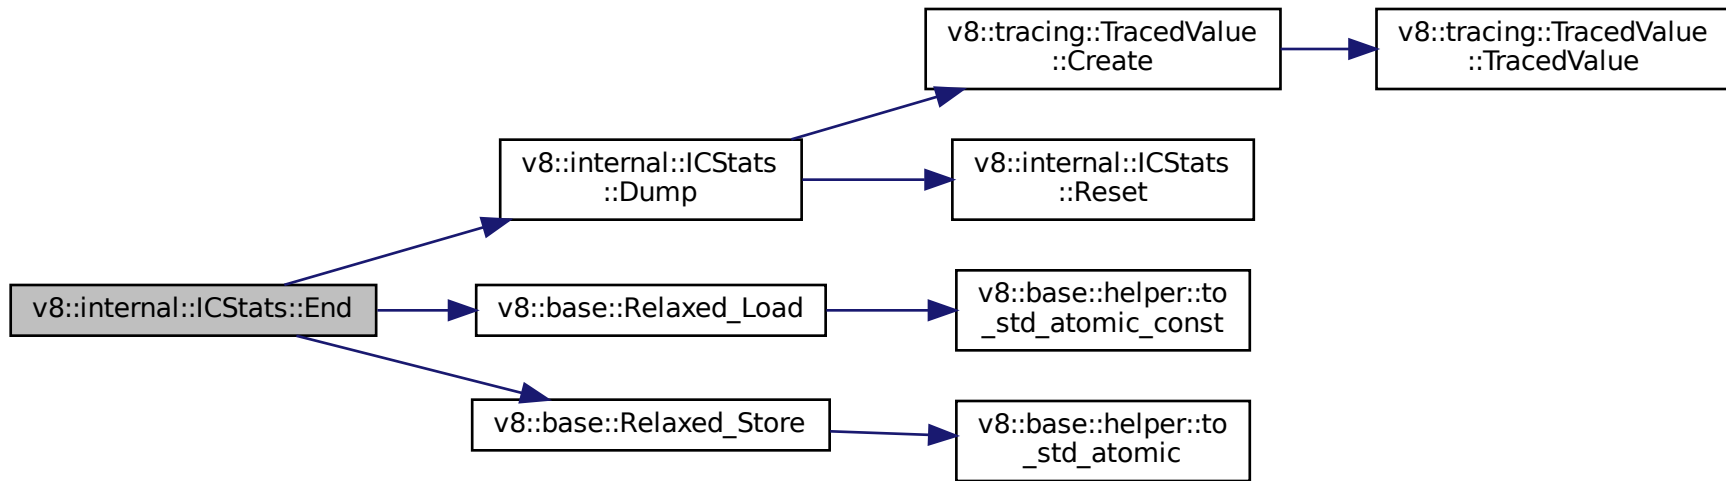 v8::tracing::TracedValue
::Create
v8::tracing::TracedValue
::TracedValue
v8::internal::ICStats
::Dump
v8::internal::ICStats
::Reset
v8::internal::ICStats::End
v8::base::Relaxed_Load
v8::base::helper::to
_std_atomic_const
v8::base::Relaxed_Store
v8::base::helper::to
_std_atomic